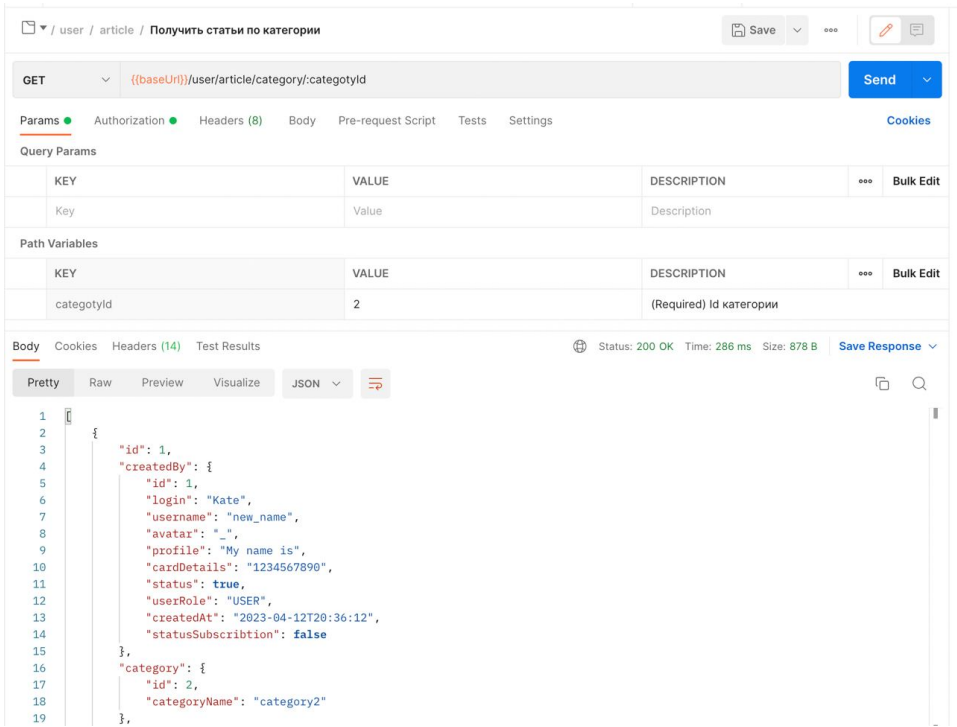 / user / article / Получить статьи по категории
Save
GET {{baseUrl}}/user/article/category/:categotyId Send
Params Authorization Headers (8) Body Pre-request Script Tests Settings Cookies
Query Params
KEY VALUE DESCRIPTION Bulk Edit
Key Value Description
Path Variables
KEY VALUE DESCRIPTION Bulk Edit
categotyId 2 (Required) Id категории
Body Cookies Headers (14) Test Results Status: 200 OK Time: 286 ms Size: 878 B Save Response
Pretty Raw Preview Visualize JSON
1 [
2 {
3 "id": 1,
4 "createdBy": {
5 "id": 1,
6 "login": "Kate",
7 "username": "new_name",
8 "avatar": "_",
9 "profile": "My name is",
10 "cardDetails": "1234567890",
11 "status": true,
12 "userRole": "USER",
13 "createdAt": "2023-04-12T20:36:12",
14 "statusSubscribtion": false
15 },
16 "category": {
17 "id": 2,
18 "categoryName": "category2"
19 },